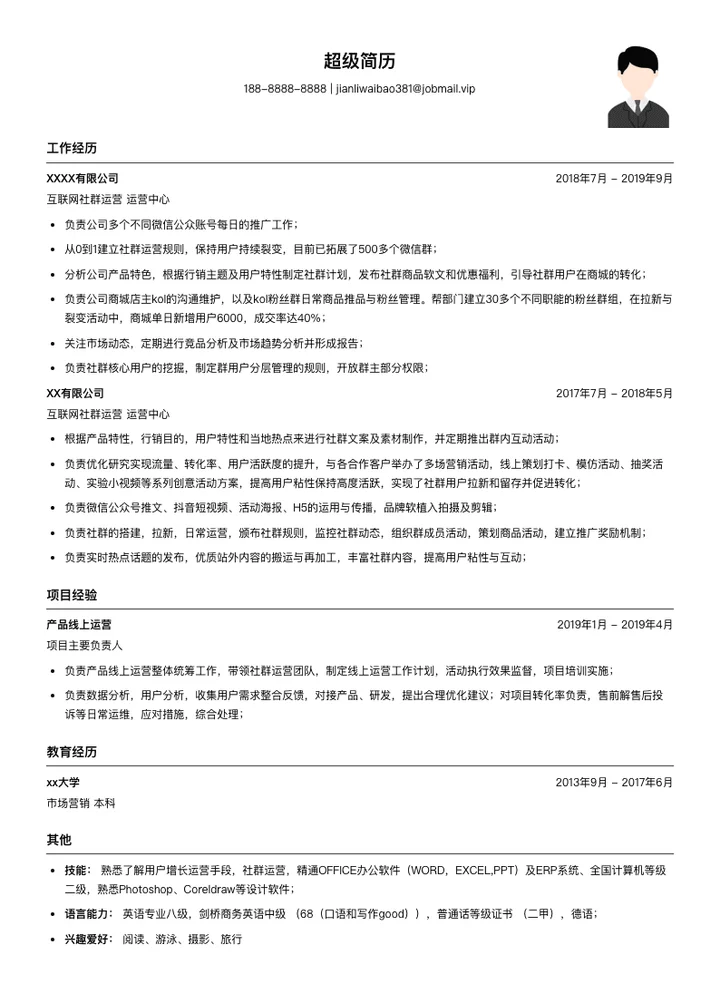 超级简历
188-8888-8888 | jianliwaibao381@jobmail.vip
工作经历
XXXX有限公司 2018年7月 – 2019年9月
互联网社群运营 运营中心
• 负责公司多个不同微信公众账号每日的推广工作；
• 从0到1建立社群运营规则，保持用户持续裂变，目前已拓展了500多个微信群；
• 分析公司产品特色，根据行销主题及用户特性制定社群计划，发布社群商品软文和优惠福利，引导社群用户在商城的转化；
• 负责公司商城店主kol的沟通维护，以及kol粉丝群日常商品推品与粉丝管理。帮部门建立30多个不同职能的粉丝群组，在拉新与
裂变活动中，商城单日新增用户6000，成交率达40%；
• 关注市场动态，定期进行竞品分析及市场趋势分析并形成报告；
• 负责社群核心用户的挖掘，制定群用户分层管理的规则，开放群主部分权限；
XX有限公司 2017年7月 – 2018年5月
互联网社群运营 运营中心
• 根据产品特性，行销目的，用户特性和当地热点来进行社群文案及素材制作，并定期推出群内互动活动；
• 负责优化研究实现流量、转化率、用户活跃度的提升，与各合作客户举办了多场营销活动，线上策划打卡、模仿活动、抽奖活
动、实验小视频等系列创意活动方案，提高用户粘性保持高度活跃，实现了社群用户拉新和留存并促进转化；
• 负责微信公众号推文、抖音短视频、活动海报、H5的运用与传播，品牌软植入拍摄及剪辑；
• 负责社群的搭建，拉新，日常运营，颁布社群规则，监控社群动态，组织群成员活动，策划商品活动，建立推广奖励机制；
• 负责实时热点话题的发布，优质站外内容的搬运与再加工，丰富社群内容，提高用户粘性与互动；
项目经验
产品线上运营 2019年1月 – 2019年4月
项目主要负责人
• 负责产品线上运营整体统筹工作，带领社群运营团队，制定线上运营工作计划，活动执行效果监督，项目培训实施；
• 负责数据分析，用户分析，收集用户需求整合反馈，对接产品、研发，提出合理优化建议；对项目转化率负责，售前解售后投
诉等日常运维，应对措施，综合处理；
教育经历
xx大学 2013年9月 – 2017年6月
市场营销 本科
其他
• 技能： 熟悉了解用户增长运营手段，社群运营，精通OFFICE办公软件（WORD，EXCEL,PPT）及ERP系统、全国计算机等级
二级，熟悉Photoshop、Coreldraw等设计软件；
• 语言能力： 英语专业八级，剑桥商务英语中级 （68（口语和写作good）），普通话等级证书 （二甲），德语；
• 兴趣爱好： 阅读、游泳、摄影、旅行